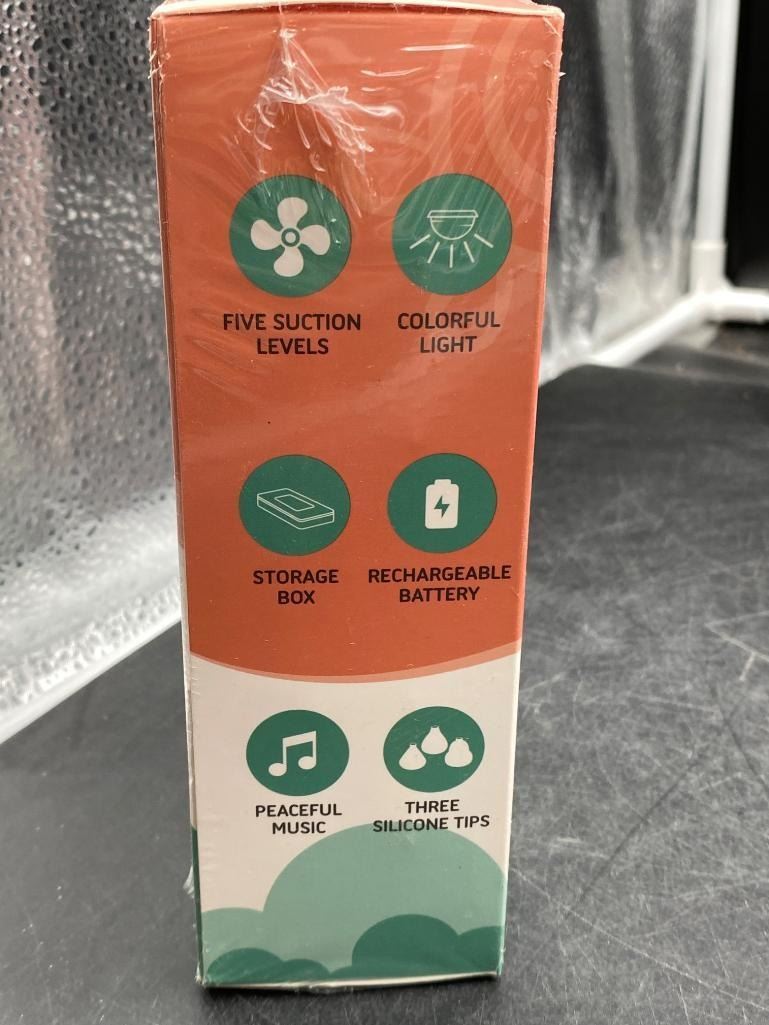 FIVE SUCTION
LEVELS
COLORFUL
LIGHT
STORAGE
BOX
RECHARGEABLE
BATTERY
PEACEFUL
MUSIC
THREE
SILICONE TIPS